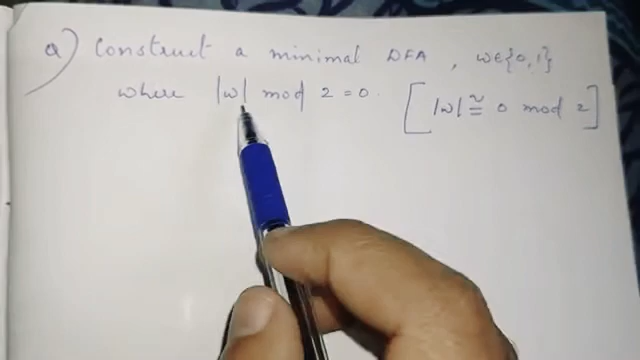 a) Construct a minimal DFA, w∈{0,1}
where |w| mod 2 = 0. [|w| ≅ 0 mod 2]